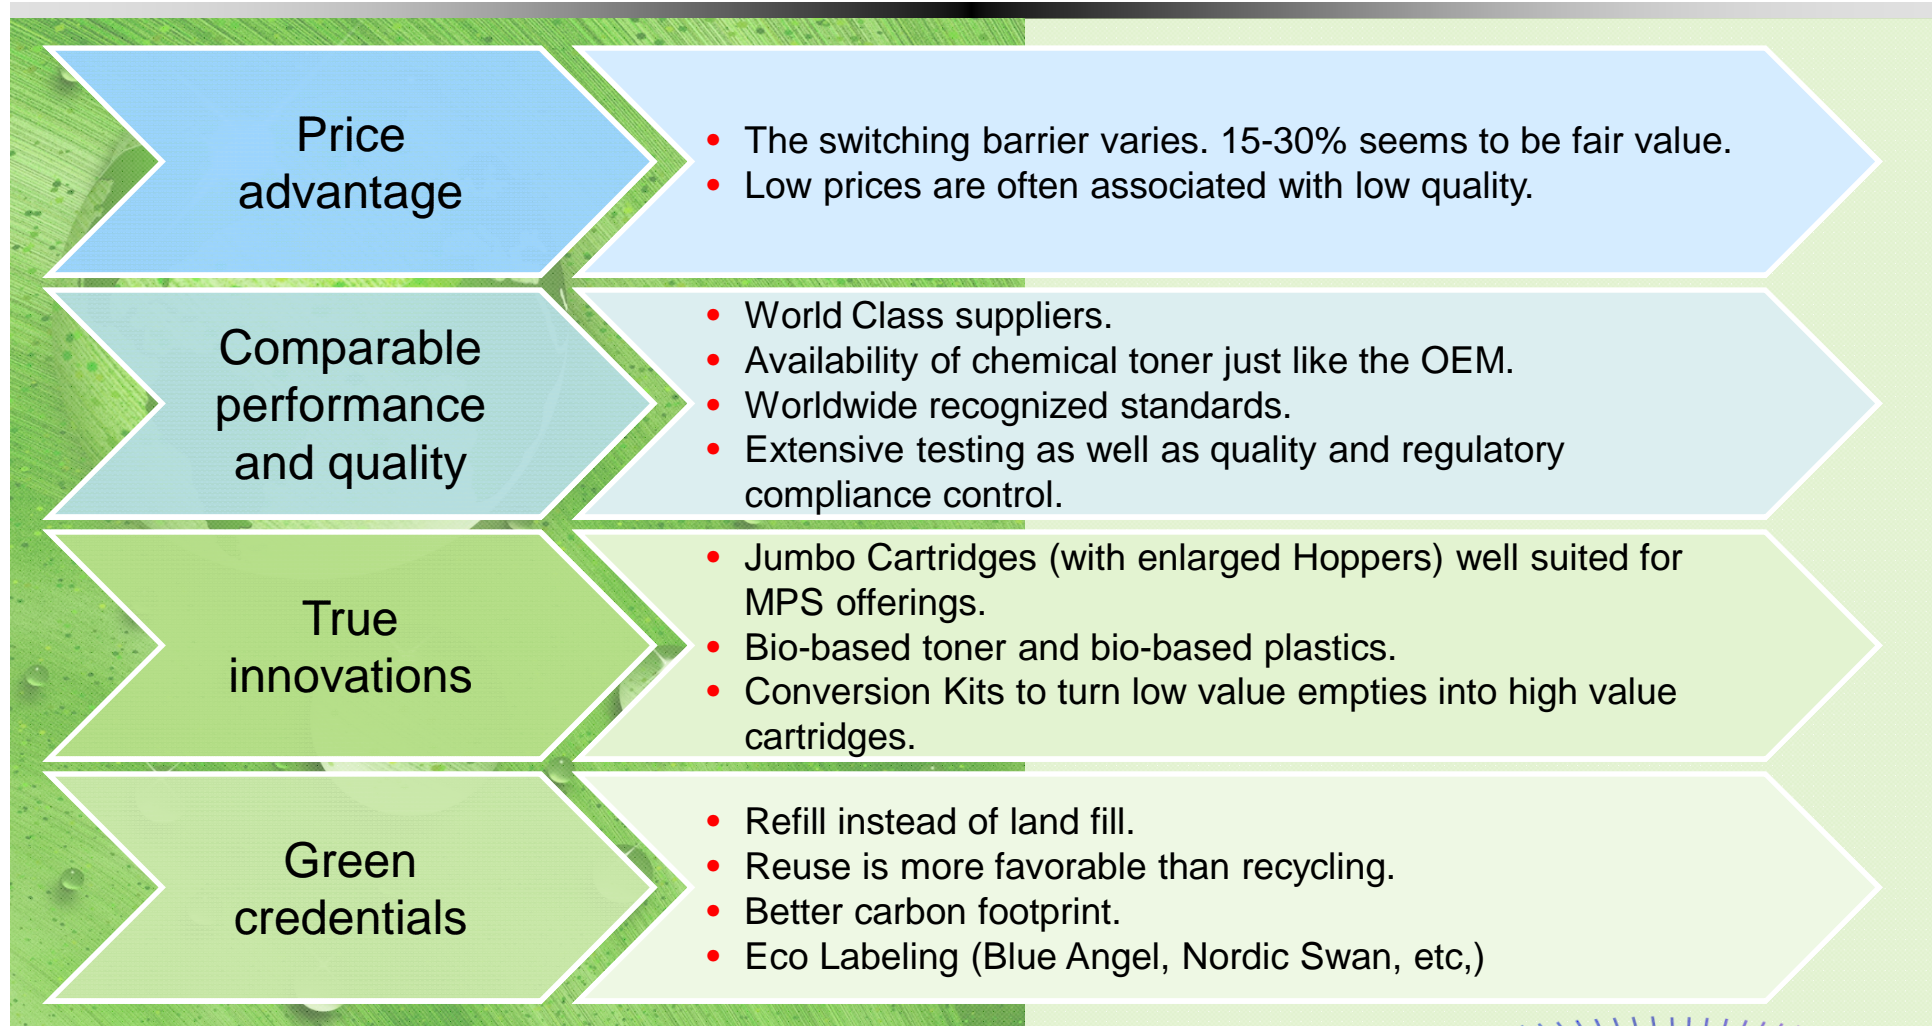 Price
advantage
• The switching barrier varies. 15-30% seems to be fair value.
• Low prices are often associated with low quality.
Comparable
performance
and quality
• World Class suppliers.
• Availability of chemical toner just like the OEM.
• Worldwide recognized standards.
• Extensive testing as well as quality and regulatory
compliance control.
True
innovations
• Jumbo Cartridges (with enlarged Hoppers) well suited for
MPS offerings.
• Bio-based toner and bio-based plastics.
• Conversion Kits to turn low value empties into high value
cartridges.
Green
credentials
• Refill instead of land fill.
• Reuse is more favorable than recycling.
• Better carbon footprint.
• Eco Labeling (Blue Angel, Nordic Swan, etc,)